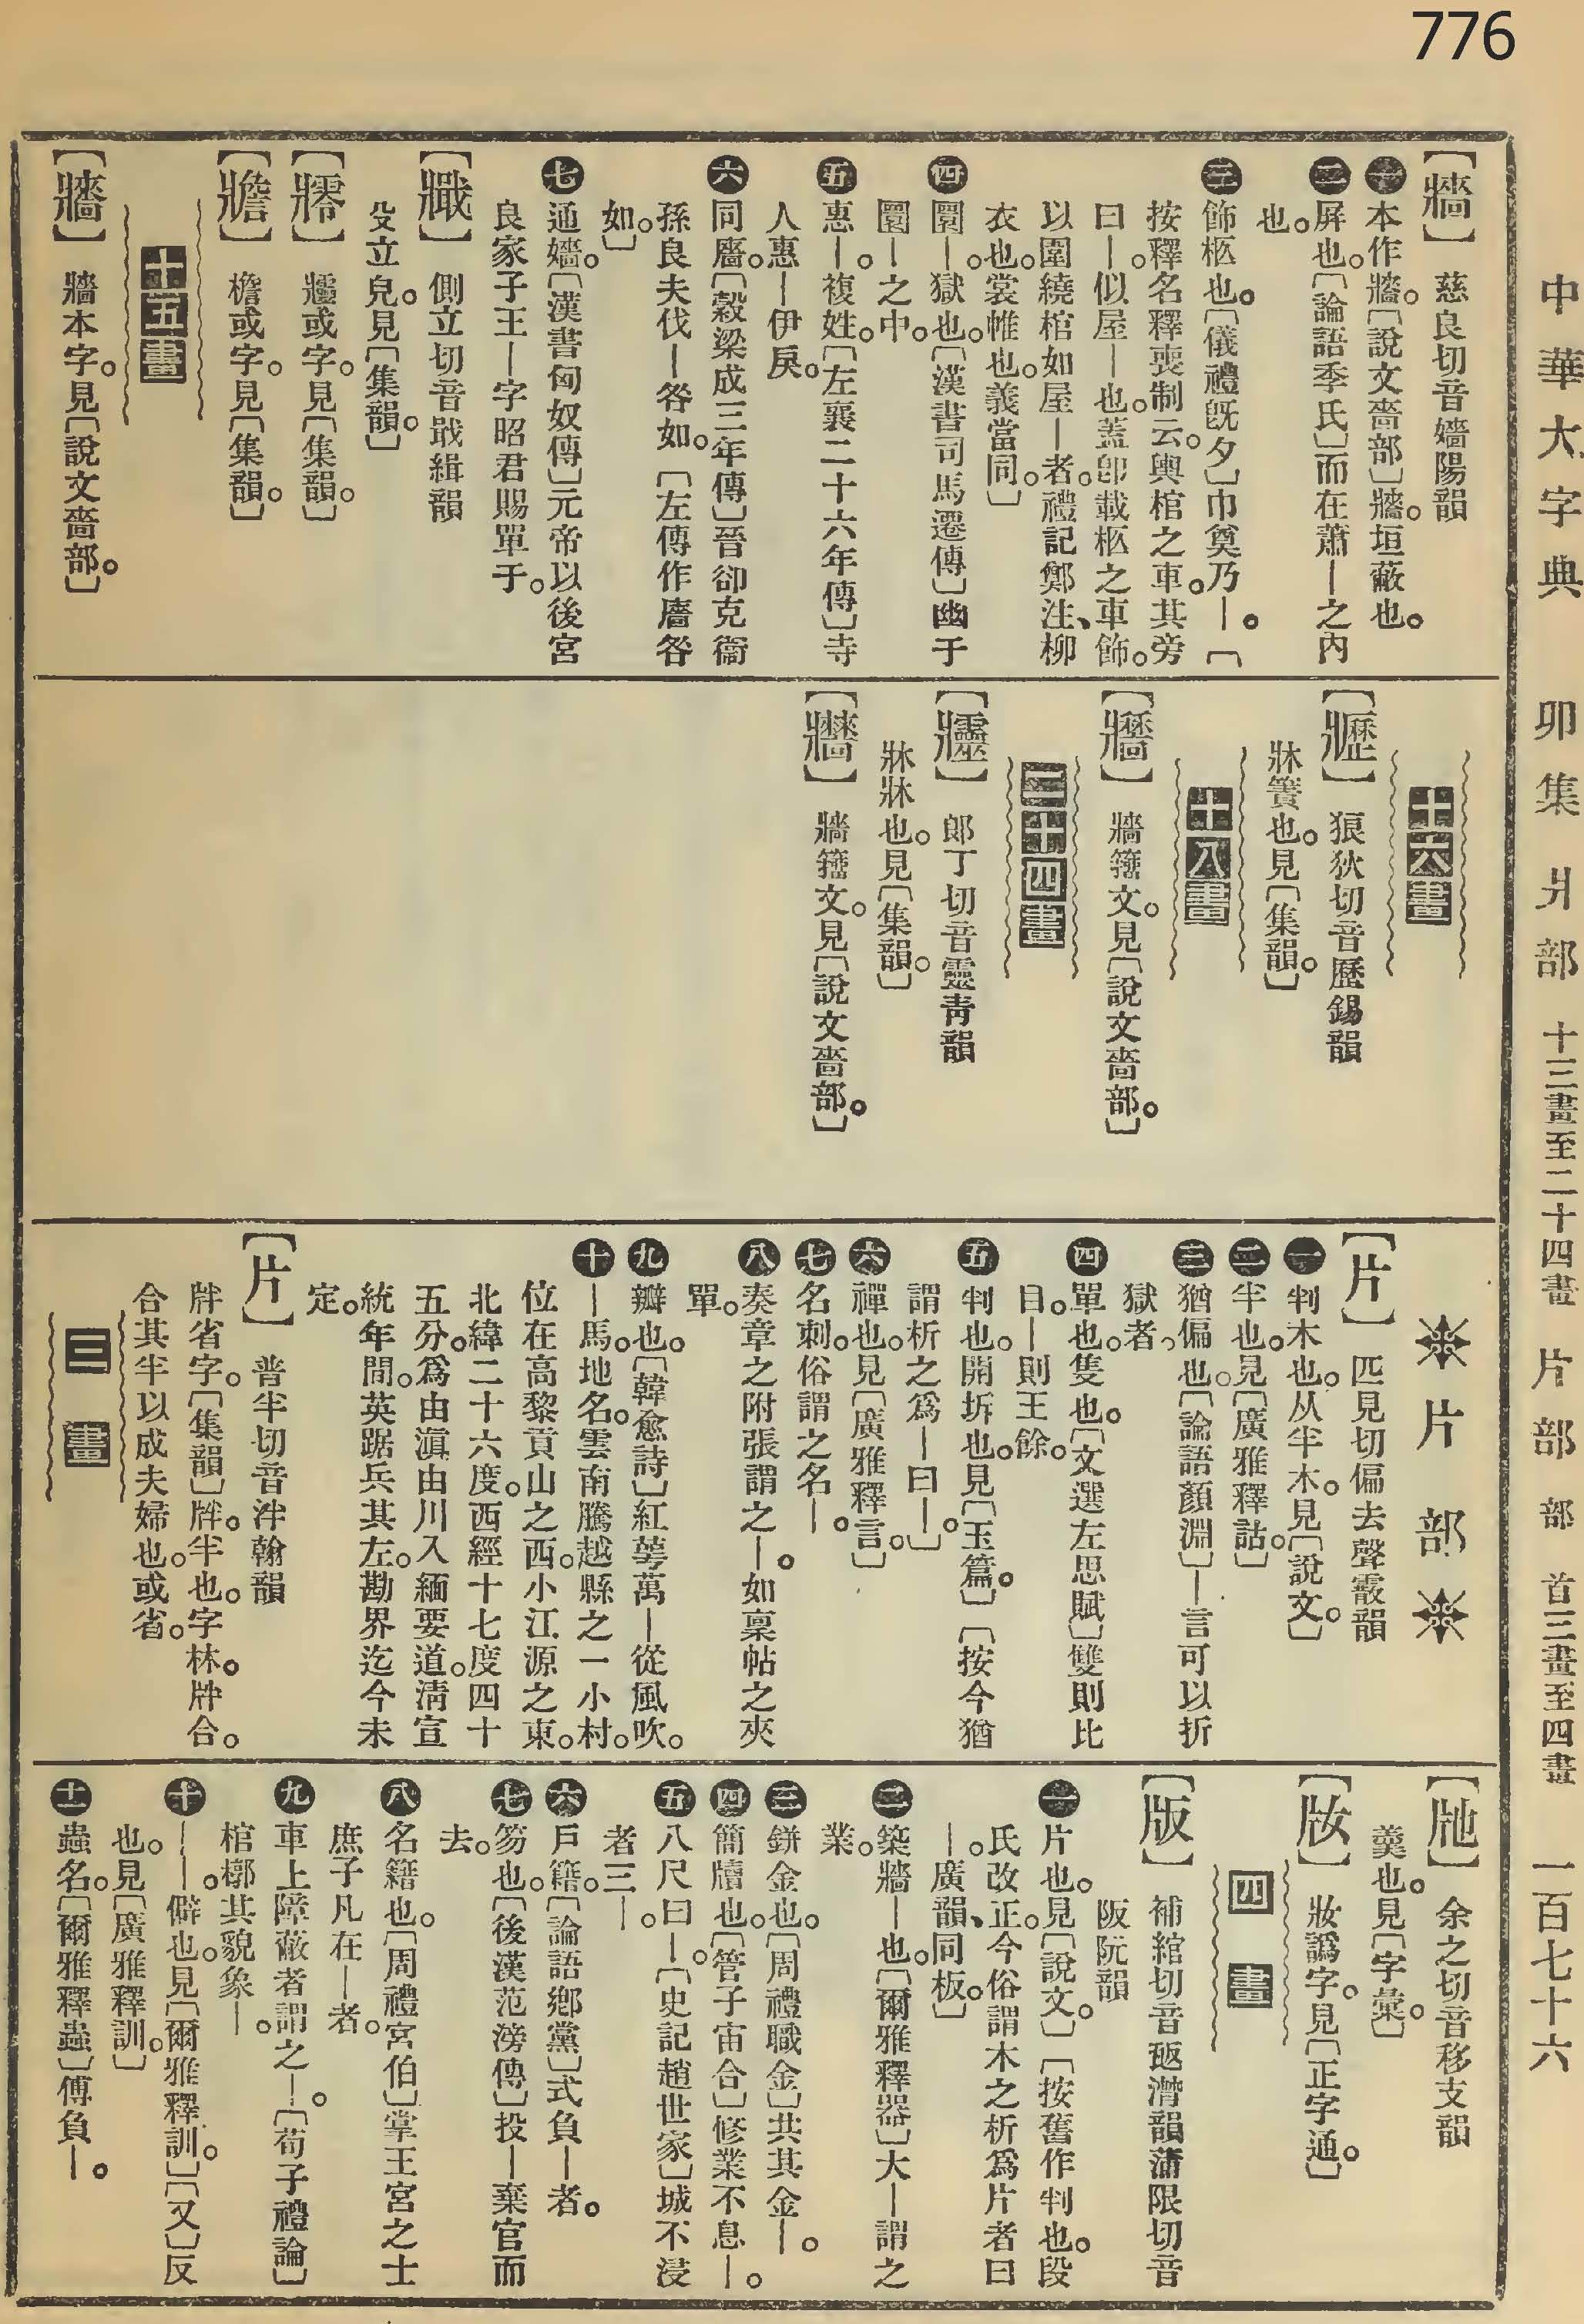 776
中華大字典 卯集 爿部 十三畫至二十四畫 片部 部首三畫至四畫 一百七十六
【牆】 慈良切音嬙陽韻
㊀本作牆。〔說文嗇部〕牆。垣蔽也。
㊁屏也。〔論語季氏〕而在蕭—之內
也。
㊂飾柩也。〔儀禮旣夕〕巾奠乃—。〔
按釋名釋喪制云。輿棺之車。其旁
曰—。似屋—也。蓋卽載柩之車飾。
以圍繞棺如屋—者。禮記鄭注、柳
衣也。裳帷也。義當同。〕
㊃圜—。獄也。〔漢書司馬遷傳〕幽于
圜—之中。
㊄惠—。複姓。〔左襄二十六年傳〕寺
人惠—伊戾。
㊅同廧。〔穀梁成三年傳〕晉卻克衞
孫良夫伐—咎如。〔左傳作廧咎
如。〕
㊆通嬙。〔漢書匈奴傳〕元帝以後宮
良家子王—字昭君賜單于。
側立切音戢緝韻
殳立皃。見〔集韻。〕
或字。見〔集韻。〕
檐或字。見〔集韻。〕
十五畫
牆本字。見〔說文嗇部。〕
十六畫
狼狄切音歷錫韻
牀簀也。見〔集韻。〕
十八畫
牆籀文。見〔說文嗇部。〕
二十四畫
郞丁切音靈靑韻
牀牀也。見〔集韻。〕
牆籀文。見〔說文嗇部。〕
片部
【片】 匹見切偏去聲霰韻
㊀判木也。从半木。見〔說文。〕
㊁半也。見〔廣雅釋詁。〕
㊂猶偏也。〔論語顏淵〕—言可以折
獄者。
㊃單也。隻也。〔文選左思賦〕雙則比
目。—則王餘。
㊄判也。開坼也。見〔玉篇。〕〔按今猶
謂析之爲—曰—。〕
㊅禪也。見〔廣雅釋言。〕
㊆名刺。俗謂之名—。
㊇奏章之附張謂之—。如稟帖之夾
單。
㊈瓣也。〔韓愈詩〕紅蕚萬—從風吹。
㊉—馬。地名。雲南騰越縣之一小村。
位在高黎貢山之西。小江源之東。
北緯二十六度。西經十七度四十
五分。爲由滇由川入緬要道。淸宣
統年間。英踞兵其左。勘界迄今未
定。
【片】 普半切音泮翰韻
牉省字。〔集韻〕牉。半也。字林。牉合。
合其半以成夫婦也。或省。
三畫
【𤖪】 余之切音移支韻
羹也。見〔字彙。〕
妝譌字。見〔正字通。〕
四畫
【版】 補綰切音㽹潸韻蒲限切音
阪阮韻
㊀片也。見〔說文。〕〔按舊作判也。段
氏改正。今俗謂木之析爲片者曰
—。廣韻、同板。〕
㊁築牆—也。〔爾雅釋器〕大—謂之
業。
㊂鉼金也。〔周禮職金〕共其金—。
㊃簡牘也。〔管子宙合〕修業不息—。
㊄八尺曰—。〔史記趙世家〕城不浸
者三—。
㊅戶籍。〔論語鄕黨〕式負—者。
㊆笏也。〔後漢范滂傳〕投—棄官而
去。
㊇名籍也。〔周禮宮伯〕掌王宮之士
庶子凡在—者。
㊈車上障蔽者謂之—。〔荀子禮論〕
棺槨其貌象—。
㊉——。僻也。見〔爾雅釋訓。〕〔又〕反
也。見〔廣雅釋訓。〕
十一 蟲名。〔爾雅釋蟲〕傅負—。